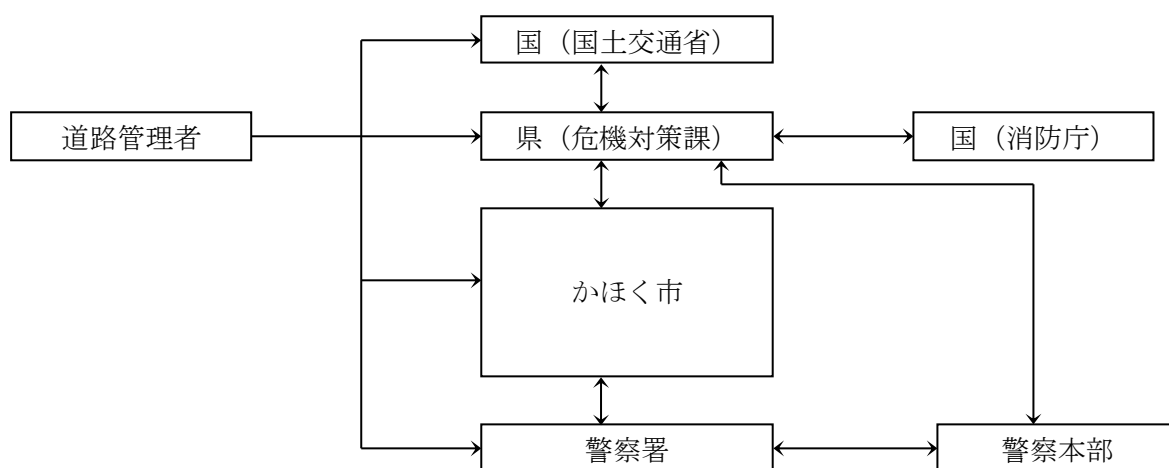 国（国土交通省）
道路管理者
県（危機対策課）
国（消防庁）
かほく市
警察署
警察本部